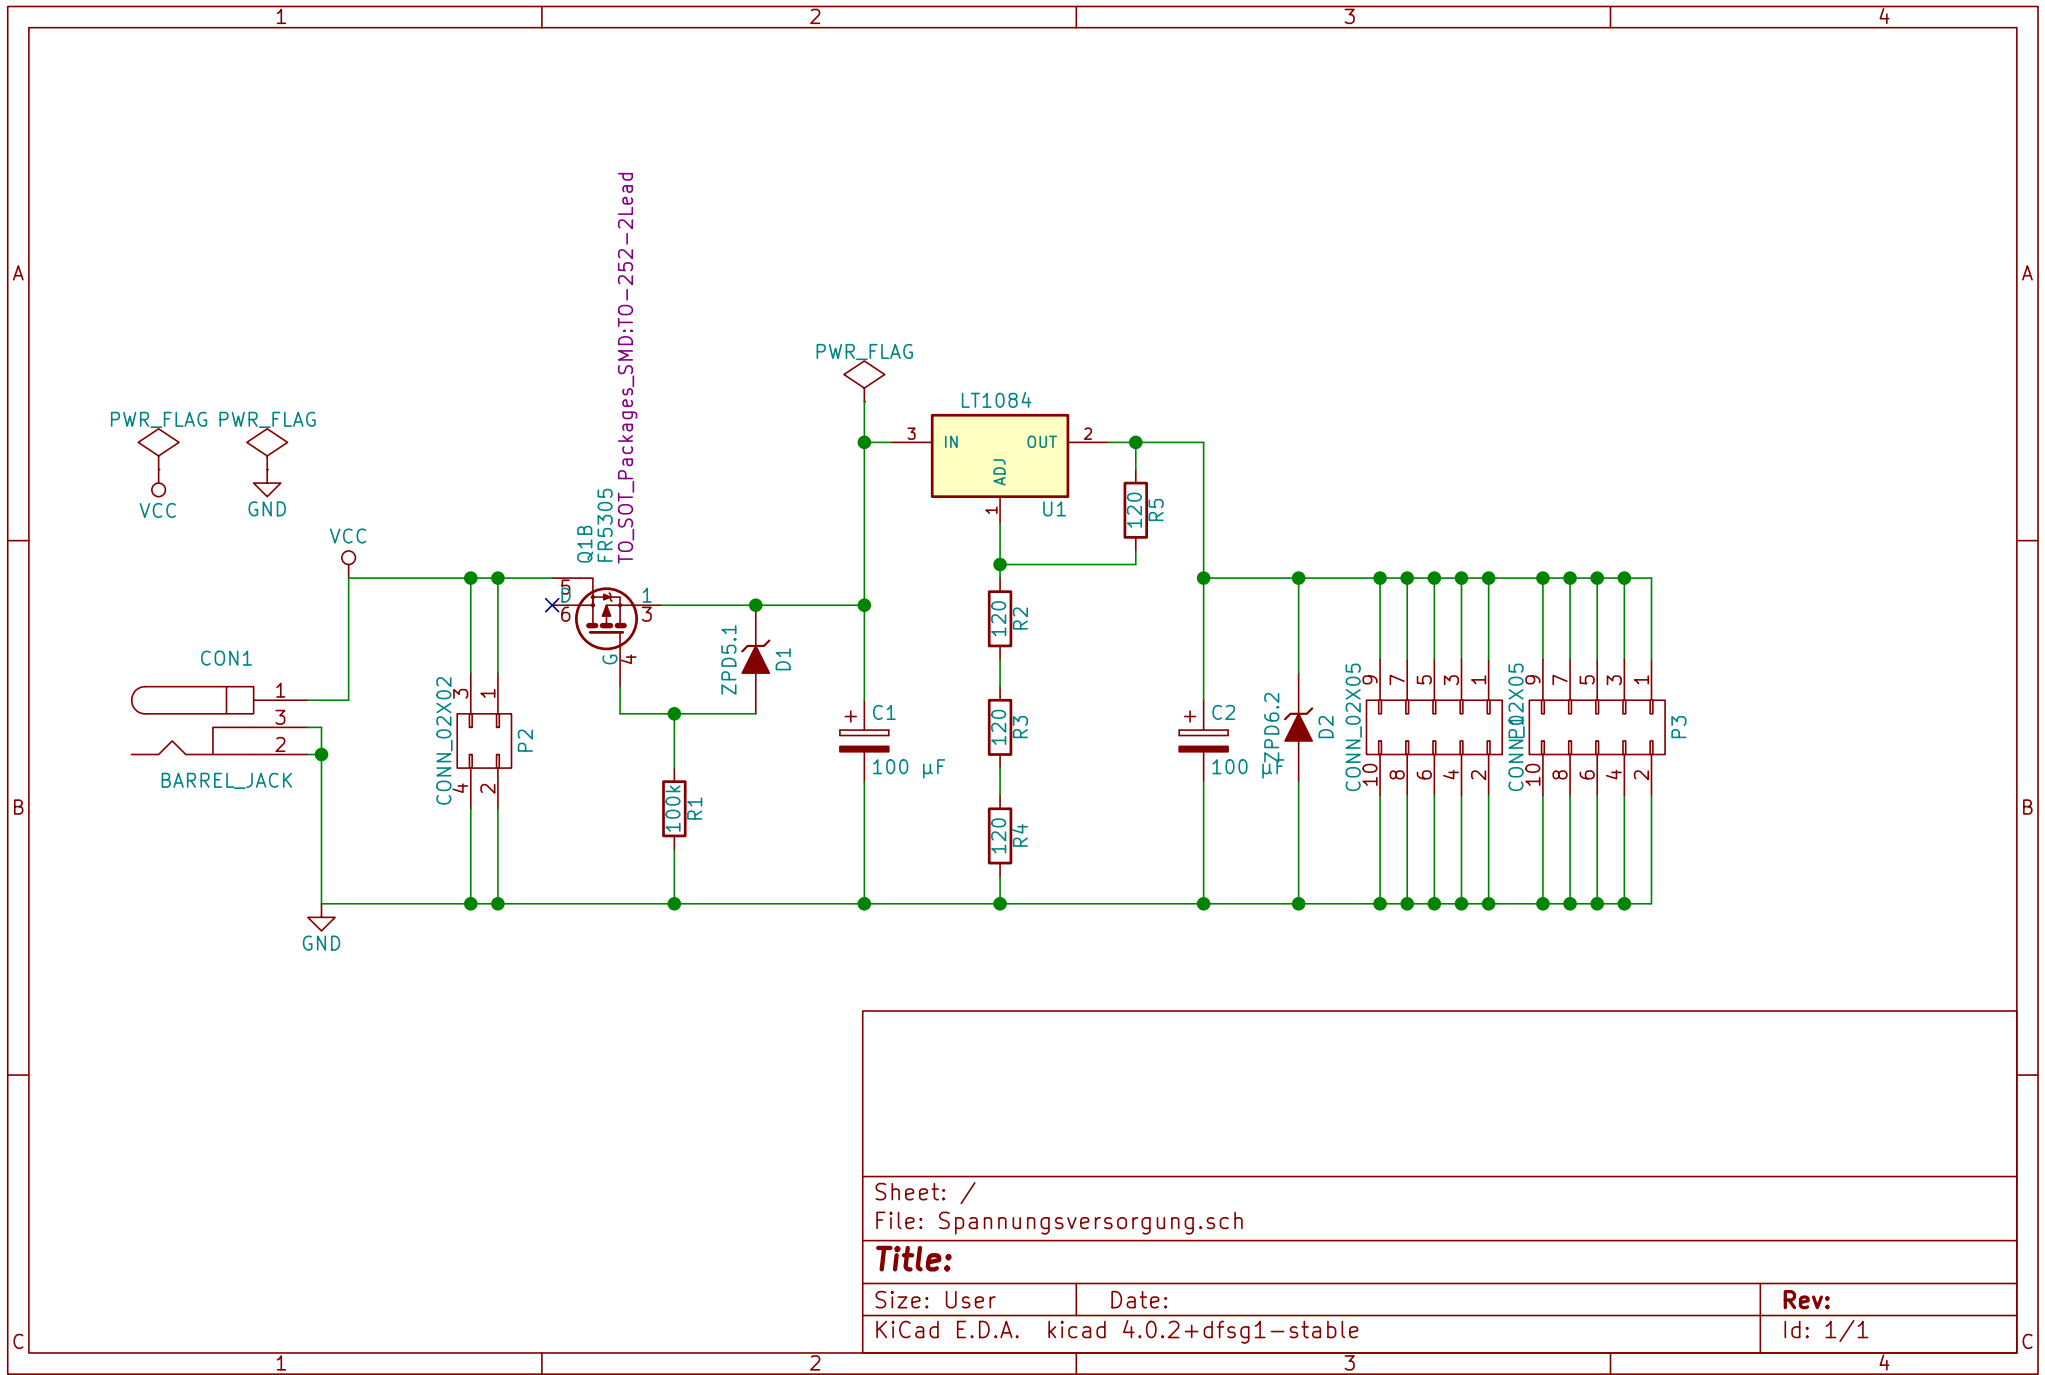 1 2 3 4
A A
PWR_FLAG
LT1084
3 IN OUT 2
ADJ
1 U1
PWR_FLAG PWR_FLAG
VCC GND
TO_SOT_Packages_SMD:TO-252-2Lead
Q1B
FR5305
120 R5
VCC
5 D
6
1
3
G 4
120 R2
ZPD5.1 D1
CON1
1
3
2
BARREL_JACK
CONN_02X02
3 1
4 2
P2
100k R1
C1
100 µF
120 R3
120 R4
C2
100 µF
ZPD6.2 D2
CONN_02X05
9 7 5 3 1
10 8 6 4 2
P1
CONN_02X05
9 7 5 3 1
10 8 6 4 2
P3
B B
GND
Sheet: /
File: Spannungsversorgung.sch
Title:
Size: User Date: Rev:
KiCad E.D.A. kicad 4.0.2+dfsg1-stable Id: 1/1
C C
1 2 3 4